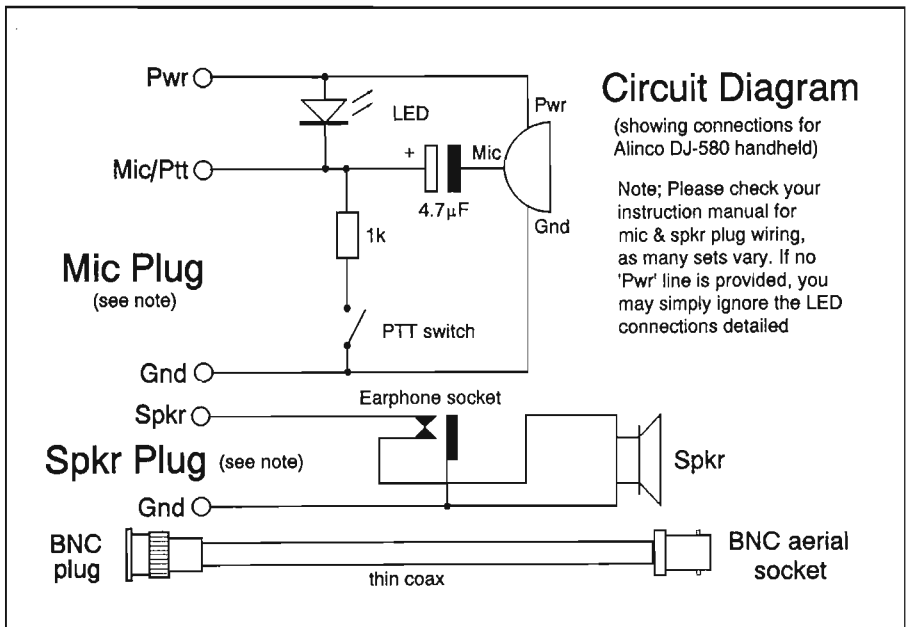 Circuit Diagram
(showing connections for
Alinco DJ-580 handheld)
Note; Please check your
instruction manual for
mic & spkr plug wiring,
as many sets vary. If no
'Pwr' line is provided, you
may simply ignore the LED
connections detailed
Pwr
LED
Pwr
Mic/Ptt
+
Mic
4.7µF
Gnd
1k
Mic Plug
(see note)
PTT switch
Gnd
Earphone socket
Spkr
Spkr Plug (see note)
Spkr
Gnd
BNC
plug
thin coax
BNC aerial
socket